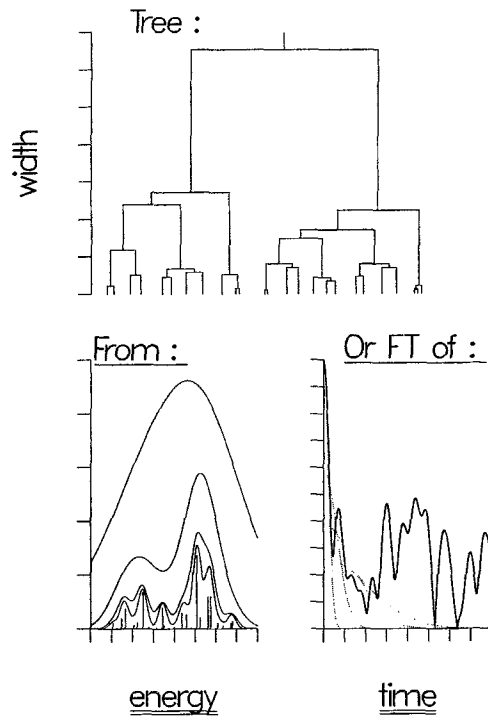 Tree :
width
From :
Or FT of :
energy
time